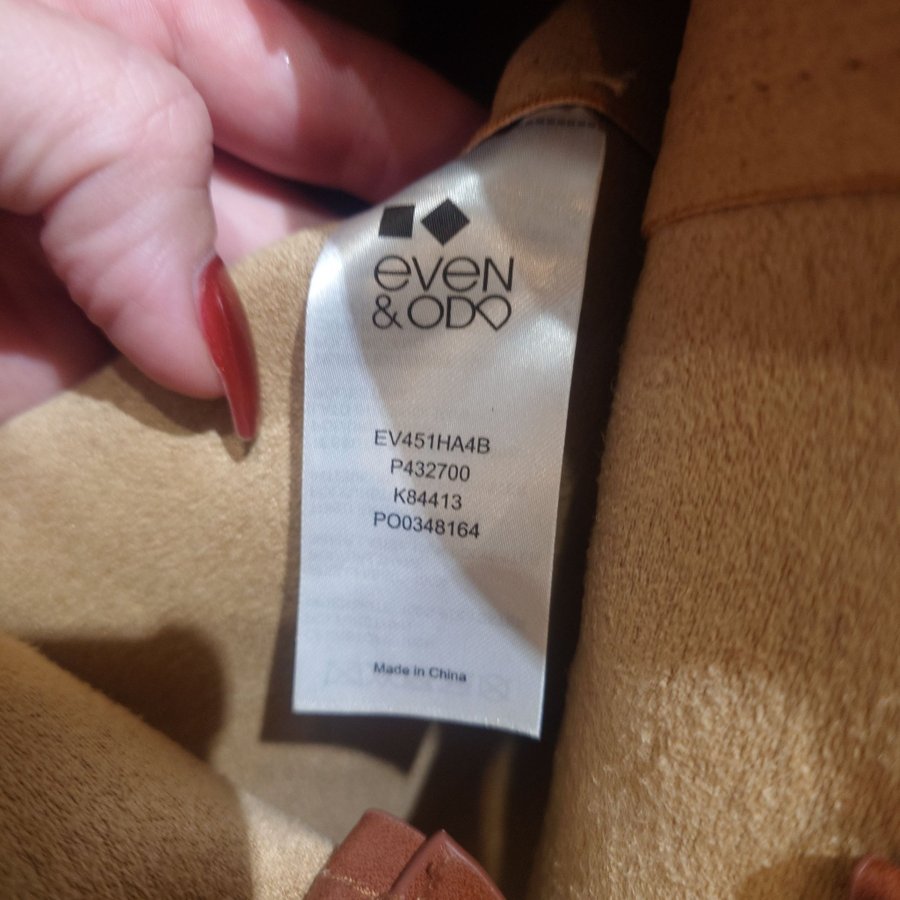 even
& ODD
EV451HA4B
P432700
K84413
PO0348164
Made in China